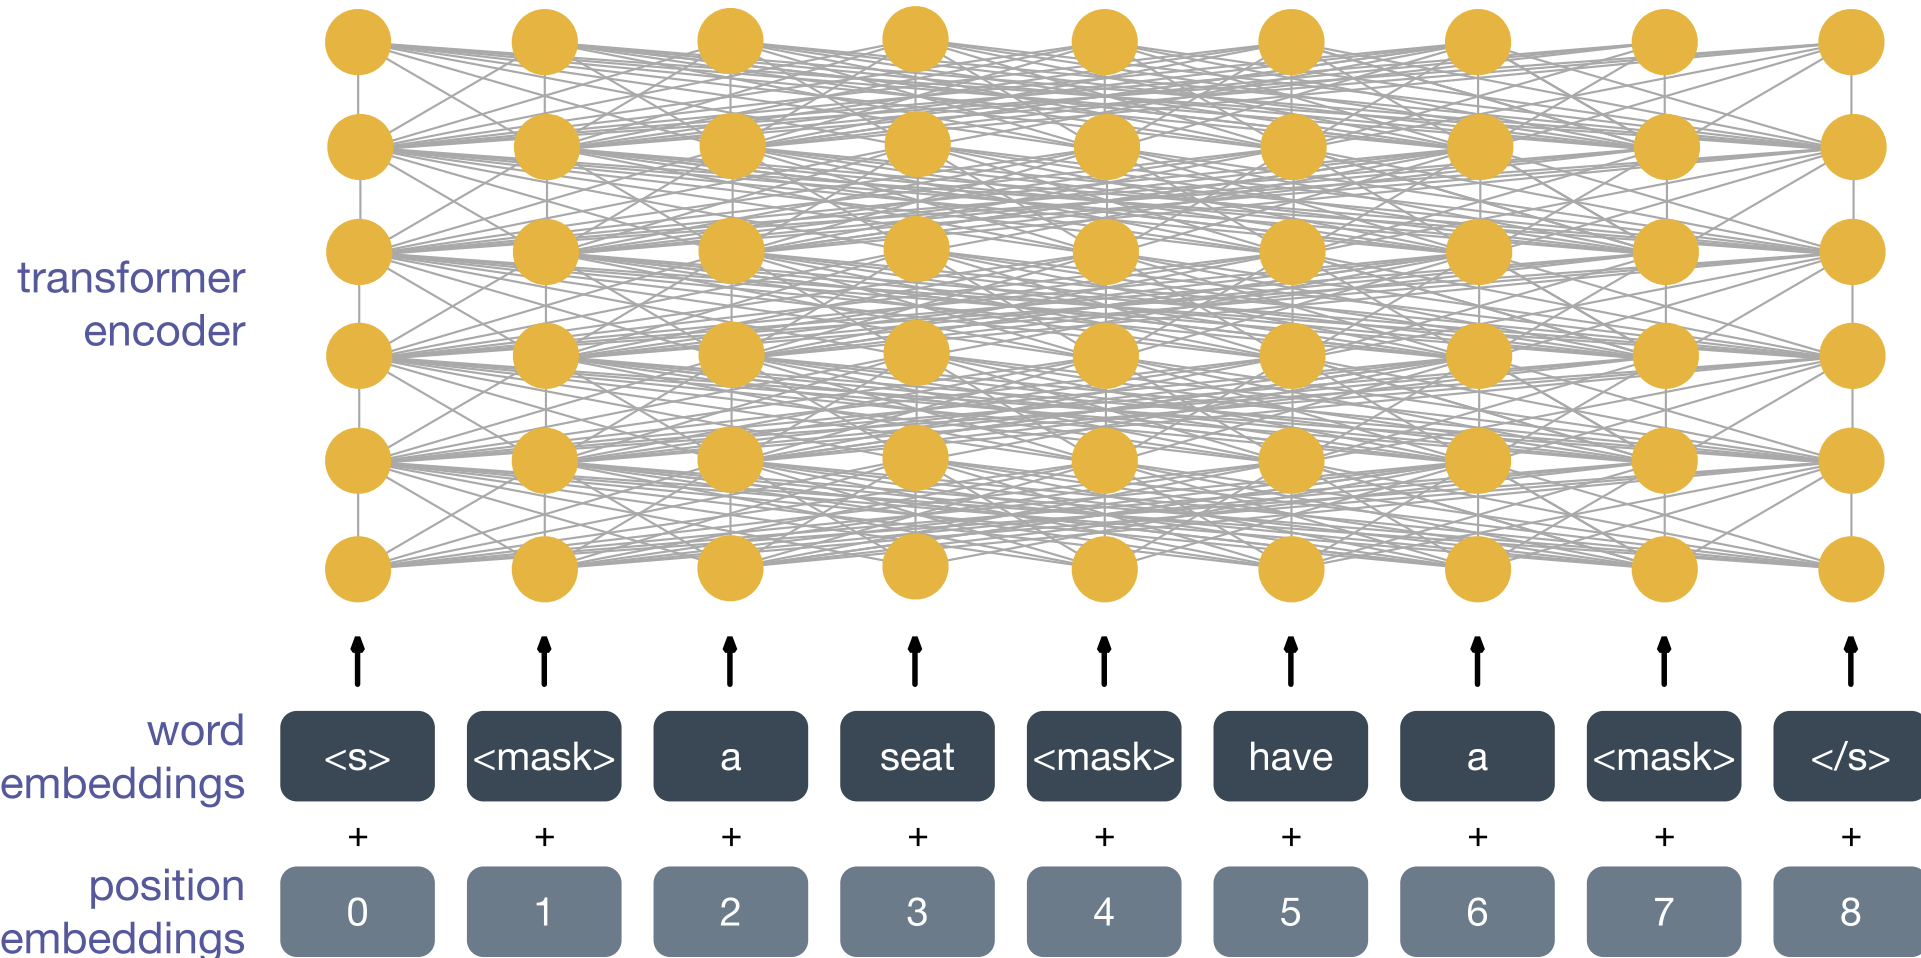 transformer
encoder
word
embeddings
<s> <mask> a seat <mask> have a <mask> </s>
+ + + + + + + + +
position
embeddings
0 1 2 3 4 5 6 7 8